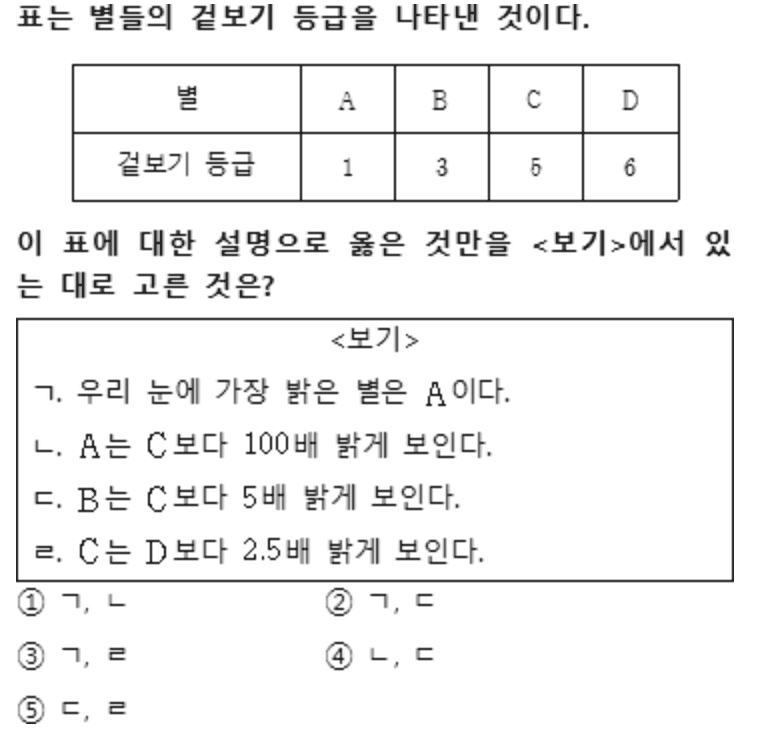 표는 별들의 겉보기 등급을 나타낸 것이다.
별 A B C D
겉보기 등급 1 3 5 6
이 표에 대한 설명으로 옳은 것만을 <보기>에서 있
는 대로 고른 것은?
<보기>
ㄱ. 우리 눈에 가장 밝은 별은 A이다.
ㄴ. A는 C보다 100배 밝게 보인다.
ㄷ. B는 C보다 5배 밝게 보인다.
ㄹ. C는 D보다 2.5배 밝게 보인다.
① ㄱ, ㄴ ② ㄱ, ㄷ
③ ㄱ, ㄹ ④ ㄴ, ㄷ
⑤ ㄷ, ㄹ